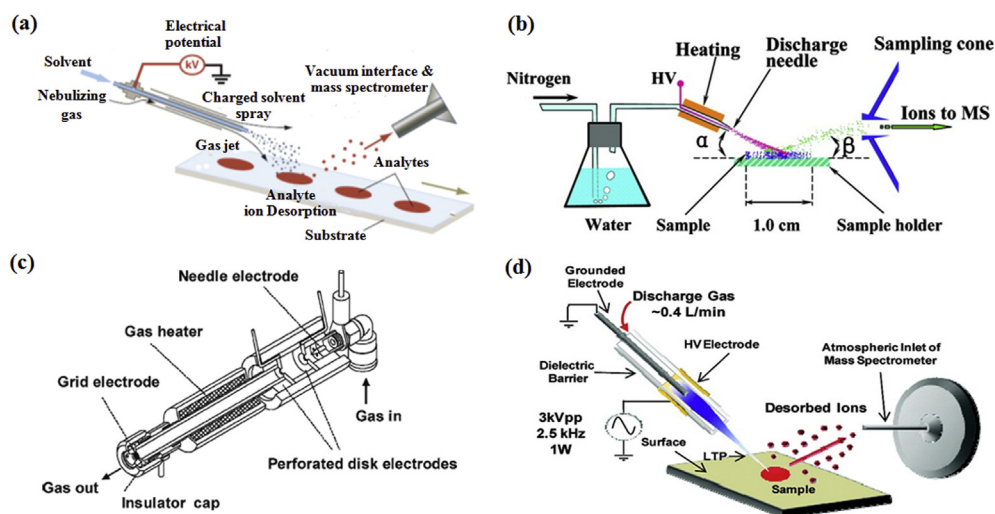 (a)
Electrical
potential
kV
Solvent
Nebulizing
gas
Charged solvent
spray
Vacuum interface &
mass spectrometer
Gas jet
Analytes
Analyte
ion Desorption
Substrate
(b)
Nitrogen
HV
Heating
Discharge
needle
Sampling cone
Ions to MS
α
β
Water
Sample
1.0 cm
Sample holder
(c)
Needle electrode
Gas heater
Grid electrode
Gas in
Perforated disk electrodes
Gas out
Insulator cap
(d)
Grounded
Electrode
Discharge Gas
~0.4 L/min
HV Electrode
Dielectric
Barrier
Atmospheric Inlet of
Mass Spectrometer
3kVpp
2.5 kHz
1W
Surface
Desorbed Ions
LTP
Sample